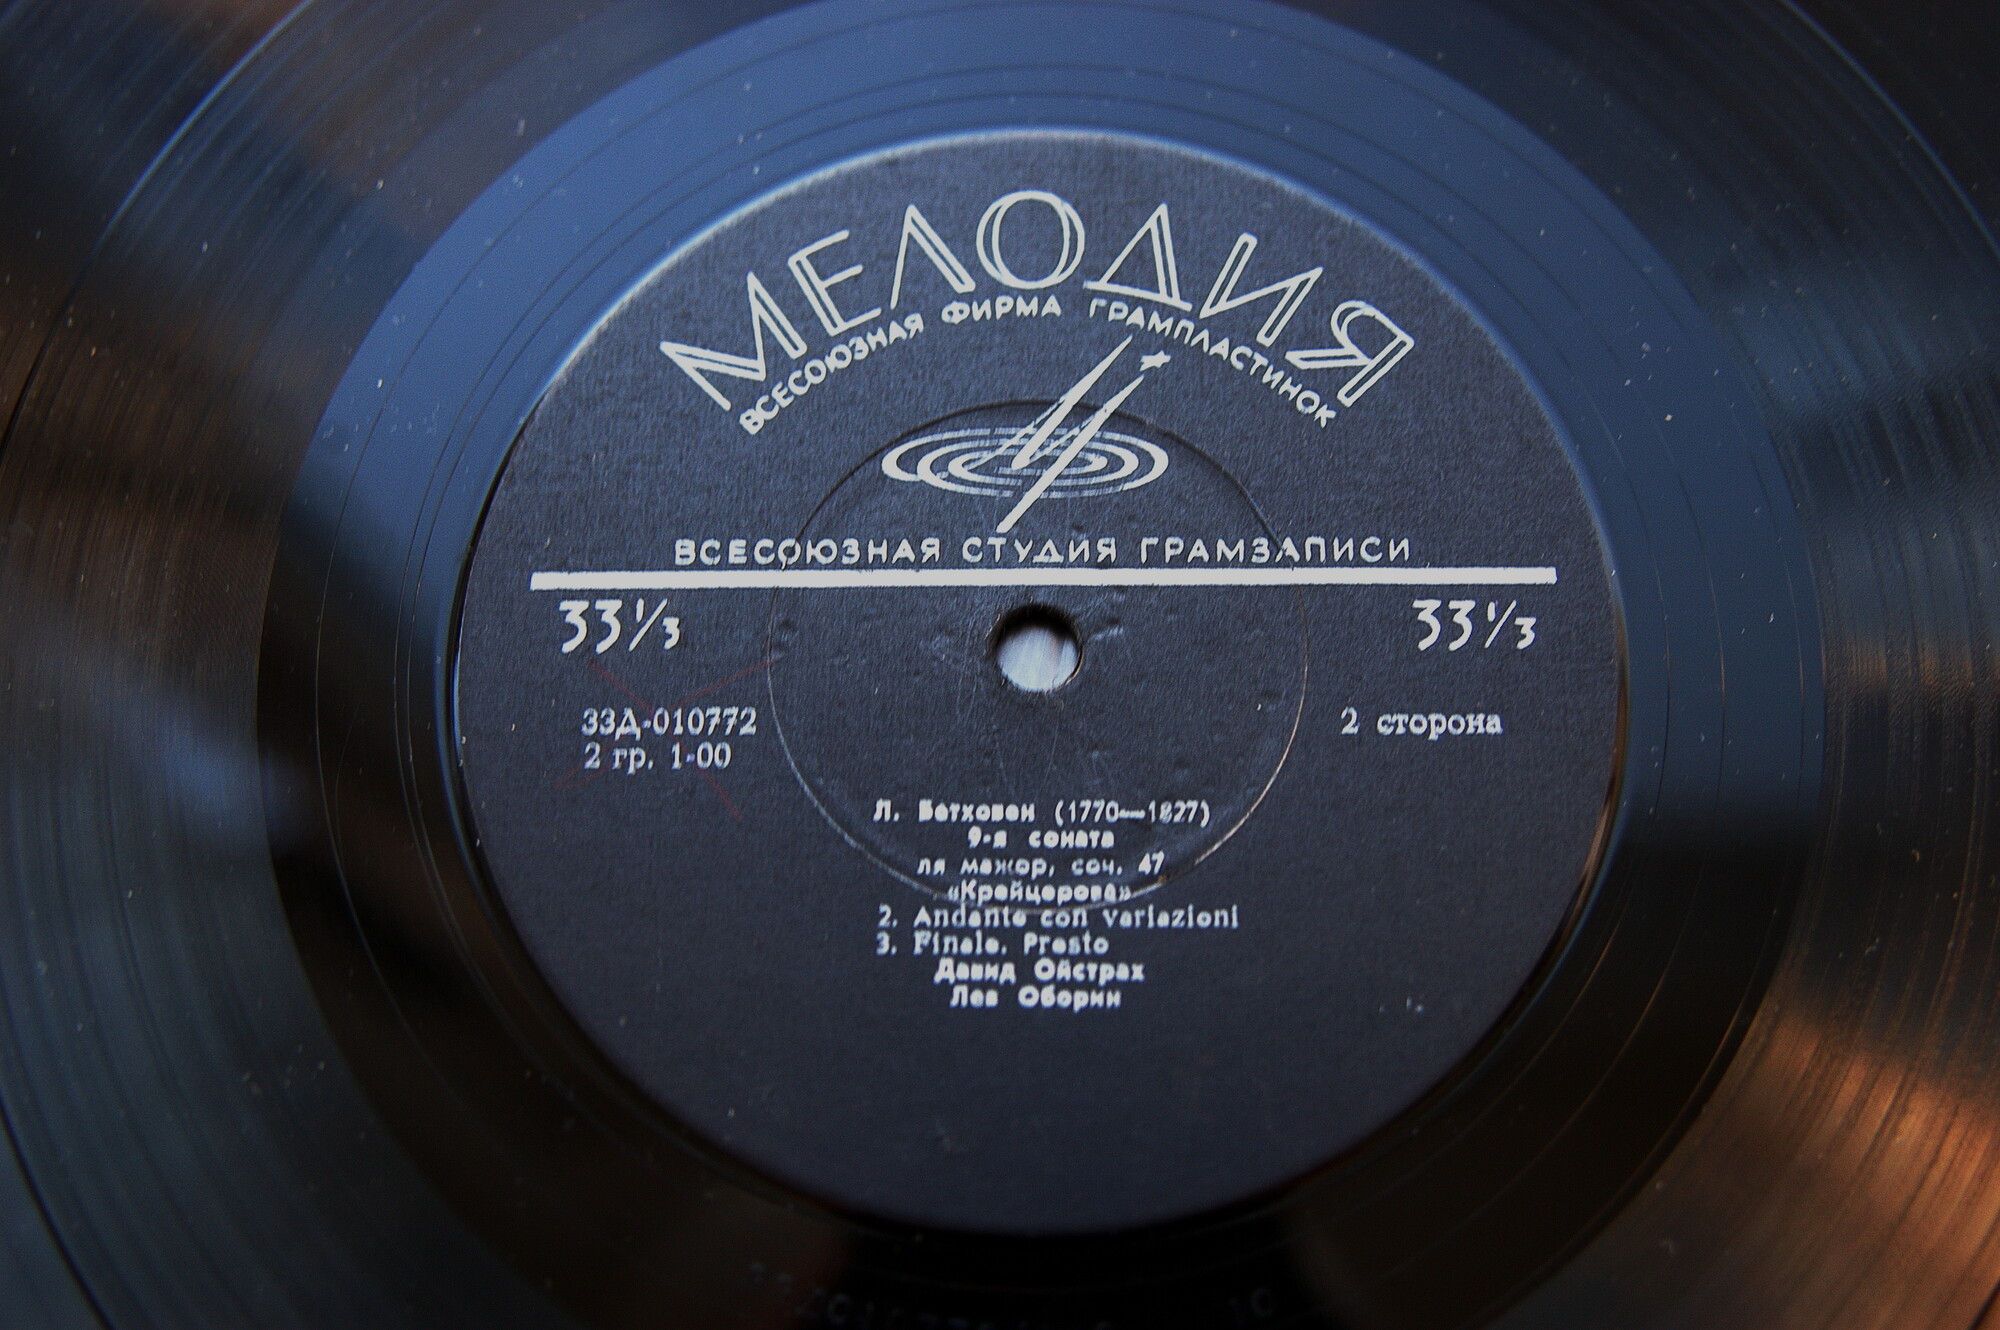 МЕЛОДИЯ
ВСЕСОЮЗНАЯ ФИРМА ГРАМПЛАСТИНОК
ВСЕСОЮЗНАЯ СТУДИЯ ГРАМЗАПИСИ
33⅓ 33⅓
33Д-010772 2 сторона
2 гр. 1-00
Л. Бетховен (1770—1827)
9-я соната
ля мажор, соч. 47
«Крейцерова»
2. Andante con variazioni
3. Finale. Presto
Давид Ойстрах
Лев Оборин